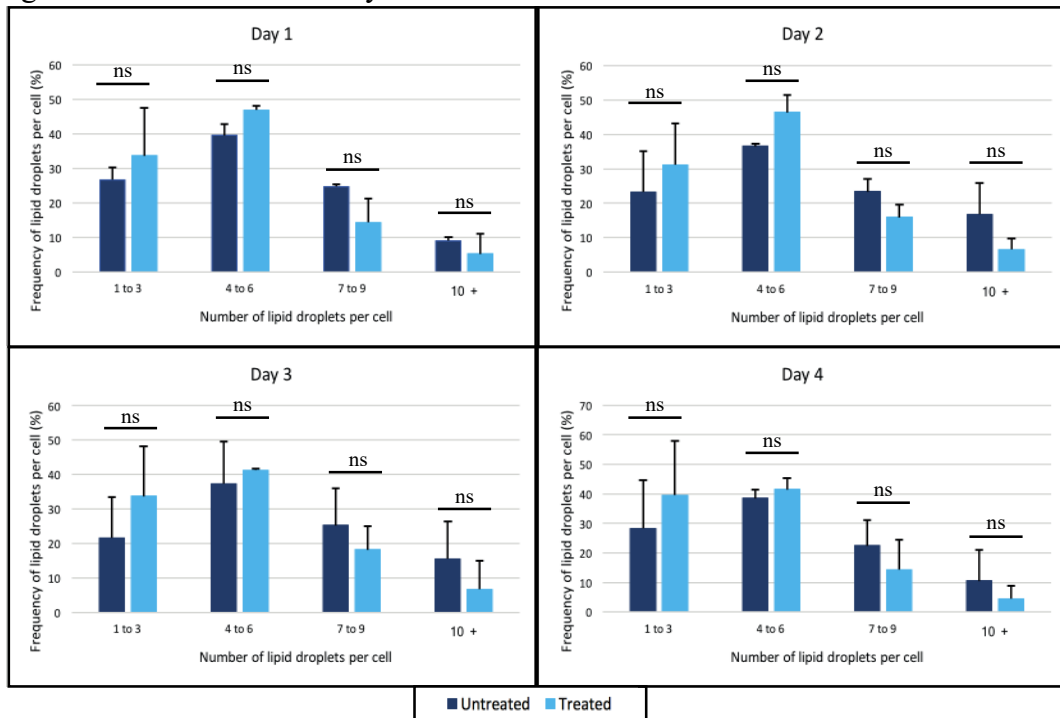 Day 1
Frequency of lipid droplets per cell (%)
60
50
40
30
20
10
0
ns
ns
ns
ns
1 to 3
4 to 6
7 to 9
10 +
Number of lipid droplets per cell
Day 2
Frequency of lipid droplets per cell (%)
60
50
40
30
20
10
0
ns
ns
ns
ns
1 to 3
4 to 6
7 to 9
10 +
Number of lipid droplets per cell
Day 3
Frequency of lipid droplets per cell (%)
60
50
40
30
20
10
0
ns
ns
ns
ns
1 to 3
4 to 6
7 to 9
10 +
Number of lipid droplets per cell
Day 4
Frequency of lipid droplets per cell (%)
70
60
50
40
30
20
10
0
ns
ns
ns
ns
1 to 3
4 to 6
7 to 9
10 +
Number of lipid droplets per cell
Untreated Treated